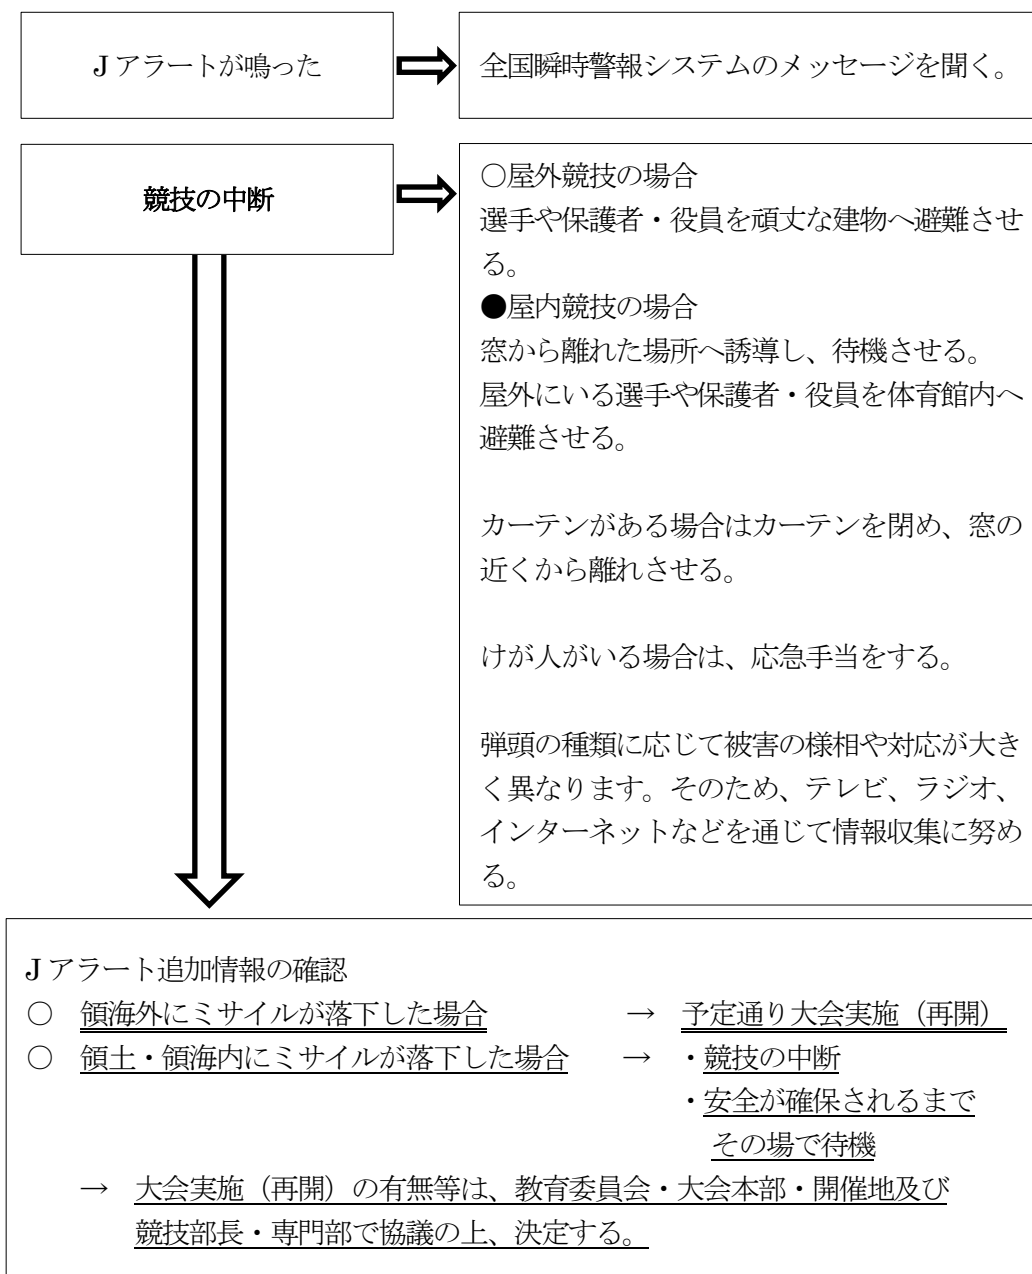 Jアラートが鳴った
全国瞬時警報システムのメッセージを聞く。
競技の中断
○屋外競技の場合
選手や保護者・役員を頑丈な建物へ避難させ
る。
●屋内競技の場合
窓から離れた場所へ誘導し、待機させる。
屋外にいる選手や保護者・役員を体育館内へ
避難させる。
カーテンがある場合はカーテンを閉め、窓の
近くから離れさせる。
けが人がいる場合は、応急手当をする。
弾頭の種類に応じて被害の様相や対応が大き
く異なります。そのため、テレビ、ラジオ、
インターネットなどを通じて情報収集に努め
る。
Jアラート追加情報の確認
○ 領海外にミサイルが落下した場合 → 予定通り大会実施（再開）
○ 領土・領海内にミサイルが落下した場合 → ・競技の中断
・安全が確保されるまで
その場で待機
→ 大会実施（再開）の有無等は、教育委員会・大会本部・開催地及び
競技部長・専門部で協議の上、決定する。